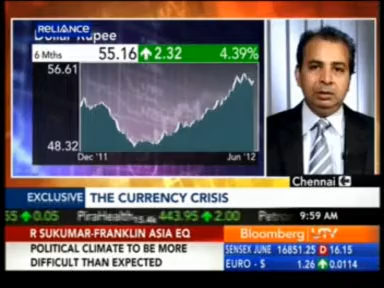 RELIANCE
Dollar Rupee
6 Mths 55.16 2.32 4.39%
56.61
48.32
Dec '11 Jun '12
Chennai
EXCLUSIVE THE CURRENCY CRISIS
55 0.05 PiraHealth 15.4k 443.95 2.00 Petro 9:59 AM
R SUKUMAR-FRANKLIN ASIA EQ
POLITICAL CLIMATE TO BE MORE
DIFFICULT THAN EXPECTED
Bloomberg UTV
SENSEX JUNE 16851.25 D 16.15
EURO - $ 1.26 0.0114